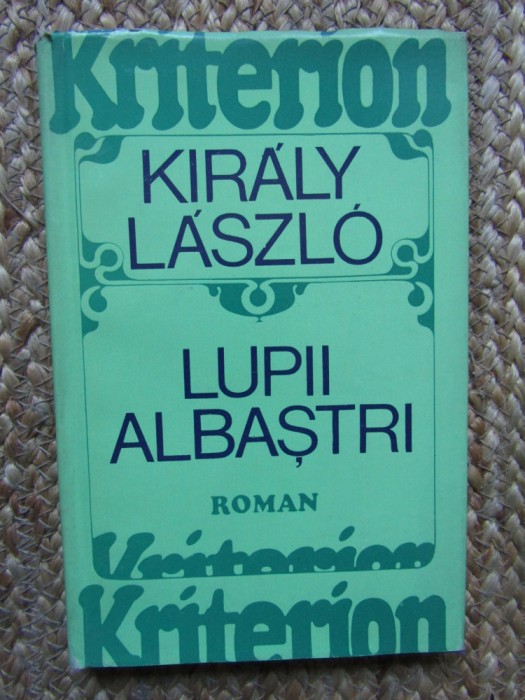 Kriterion
KIRÁLY
LÁSZLÓ
LUPII
ALBAȘTRI
ROMAN
Kriterion
Kriterion